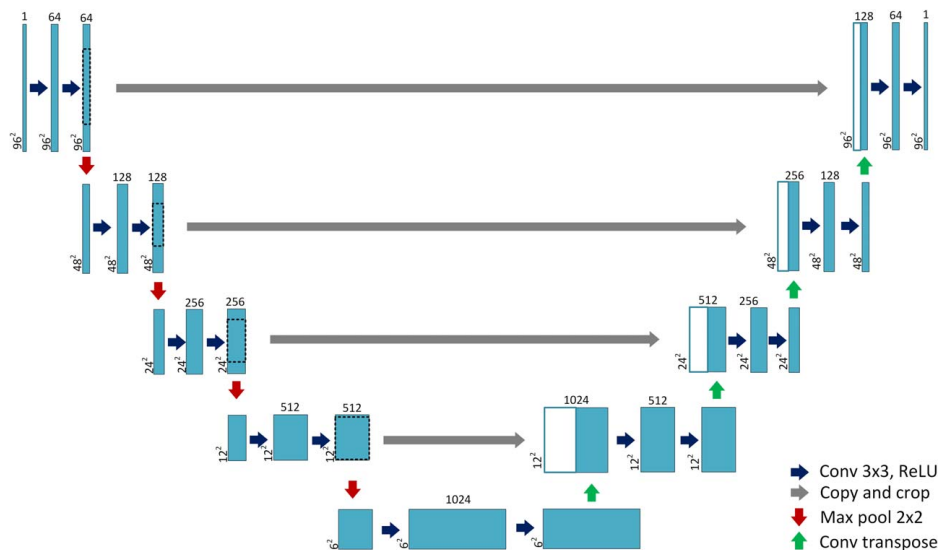 1 64 64
96² 96² 96²
128 64 1
96² 96² 96²
128 128
48² 48² 48²
256 128
48² 48² 48²
256 256
24² 24² 24²
512 256
24² 24² 24²
512 512
12² 12² 12²
1024 512
12² 12² 12²
1024
6² 6² 6²
Conv 3x3, ReLU
Copy and crop
Max pool 2x2
Conv transpose